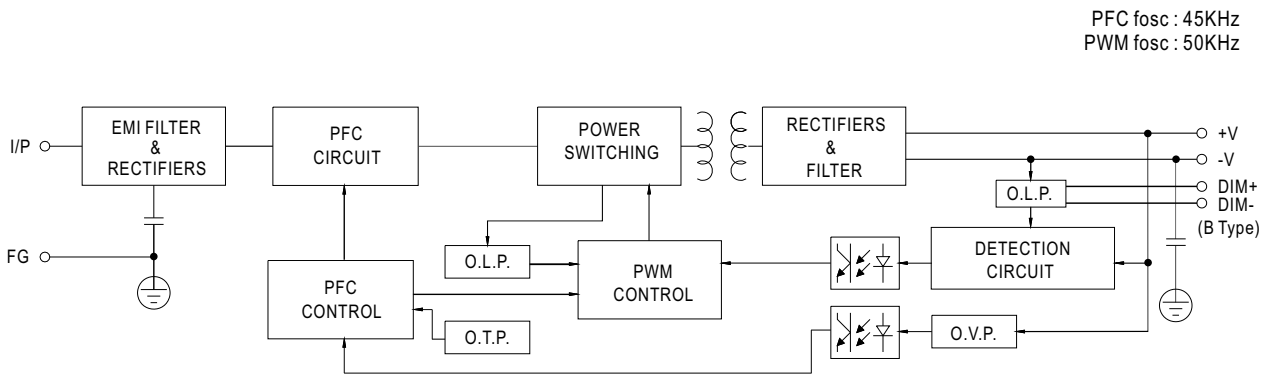 PFC fosc : 45KHz
PWM fosc : 50KHz
I/P
EMI FILTER
&
RECTIFIERS
PFC
CIRCUIT
POWER
SWITCHING
RECTIFIERS
&
FILTER
+V
-V
DIM+
DIM-
(B Type)
O.L.P.
FG
O.L.P.
PFC
CONTROL
O.T.P.
PWM
CONTROL
DETECTION
CIRCUIT
O.V.P.